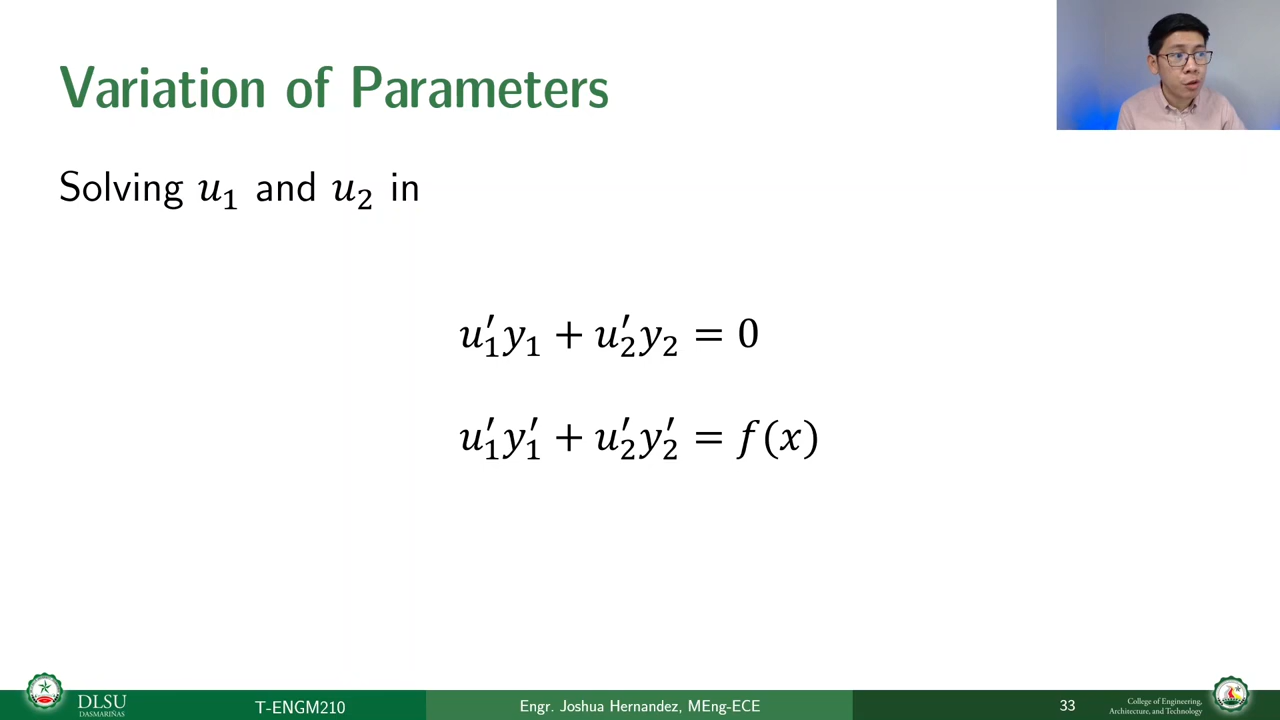 Variation of Parameters
Solving 𝑢₁ and 𝑢₂ in
𝑢₁′𝑦₁ + 𝑢₂′𝑦₂ = 0
𝑢₁′𝑦₁′ + 𝑢₂′𝑦₂′ = 𝑓(𝑥)
DLSU
DASMARIÑAS
T-ENGM210
Engr. Joshua Hernandez, MEng-ECE
33
College of Engineering,
Architecture, and Technology